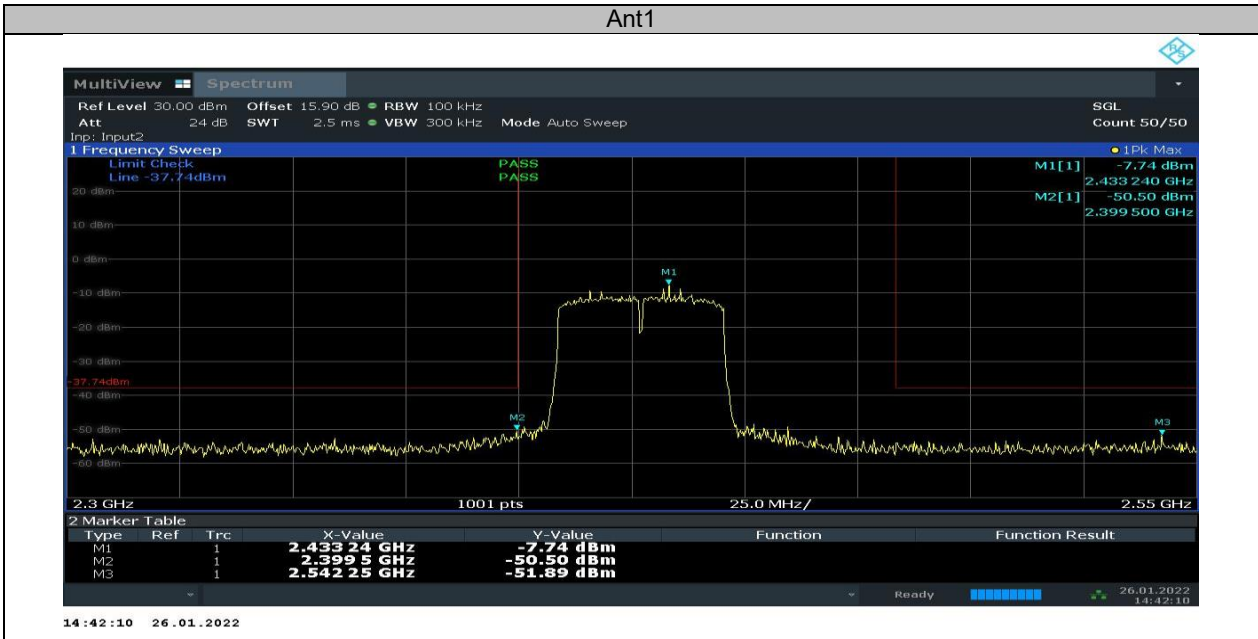 Ant1
R&S
MultiView Spectrum
Ref Level 30.00 dBm Offset 15.90 dB RBW 100 kHz SGL
Att 24 dB SWT 2.5 ms VBW 300 kHz Mode Auto Sweep Count 50/50
Inp: Input2
1 Frequency Sweep 1Pk Max
Limit Check PASS M1[1] -7.74 dBm
Line -37.74dBm PASS 2.433 240 GHz
20 dBm M2[1] -50.50 dBm
2.399 500 GHz
10 dBm
0 dBm
M1
-10 dBm
-20 dBm
-30 dBm
-37.74dBm
-40 dBm
M2
M3
-50 dBm
-60 dBm
2.3 GHz 1001 pts 25.0 MHz/ 2.55 GHz
2 Marker Table
Type Ref Trc X-Value Y-Value Function Function Result
M1 1 2.433 24 GHz -7.74 dBm
M2 1 2.399 5 GHz -50.50 dBm
M3 1 2.542 25 GHz -51.89 dBm
Ready 26.01.2022
14:42:10
14:42:10 26.01.2022